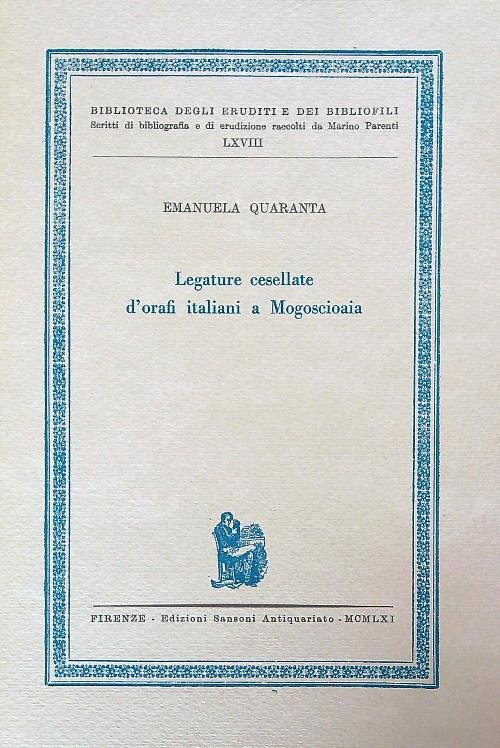 BIBLIOTECA DEGLI ERUDITI E DEI BIBLIOFILI
Scritti di bibliografia e di erudizione raccolti da Marino Parenti
LXVIII
EMANUELA QUARANTA
Legature cesellate
d'orafi italiani a Mogoscioaia
FIRENZE - Edizioni Sansoni Antiquariato - MCMLXI